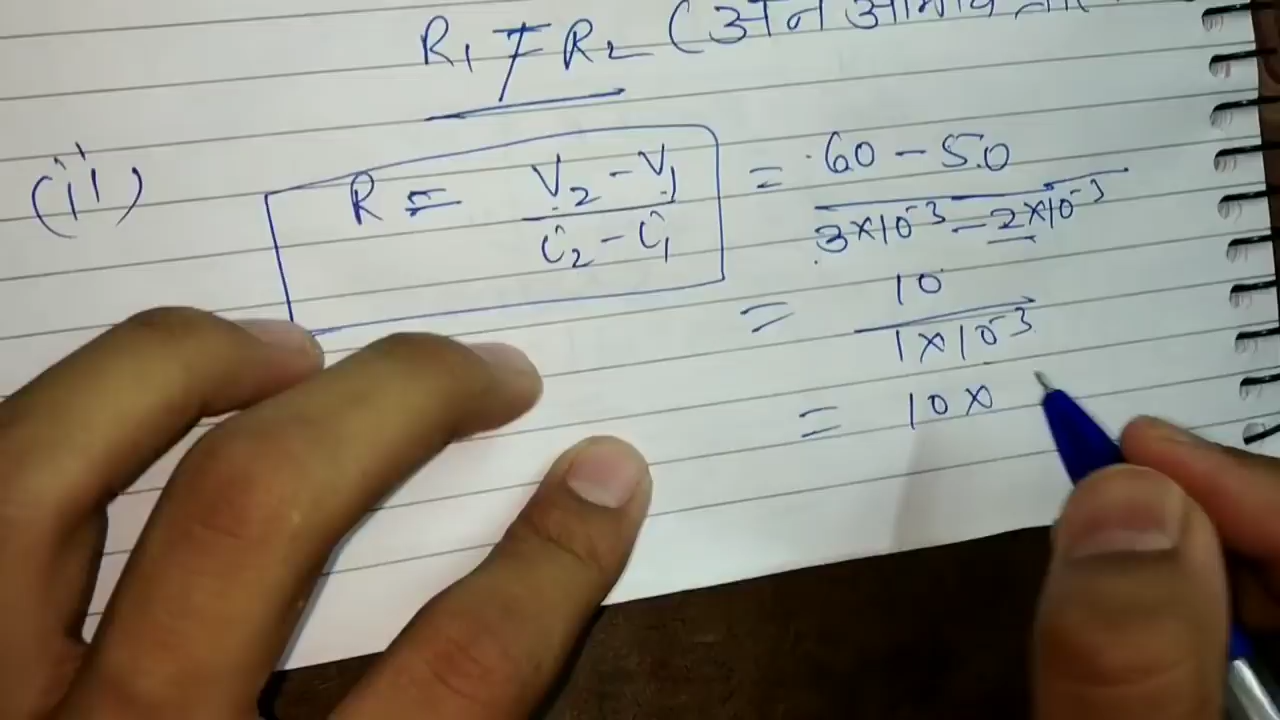 R₁ ≠ R₂ (अन
(ii) R = V₂ - V₁ / i₂ - i₁ = 60 - 50 / 3×10⁻³ - 2×10⁻³
= 10 / 1×10⁻³
= 10×